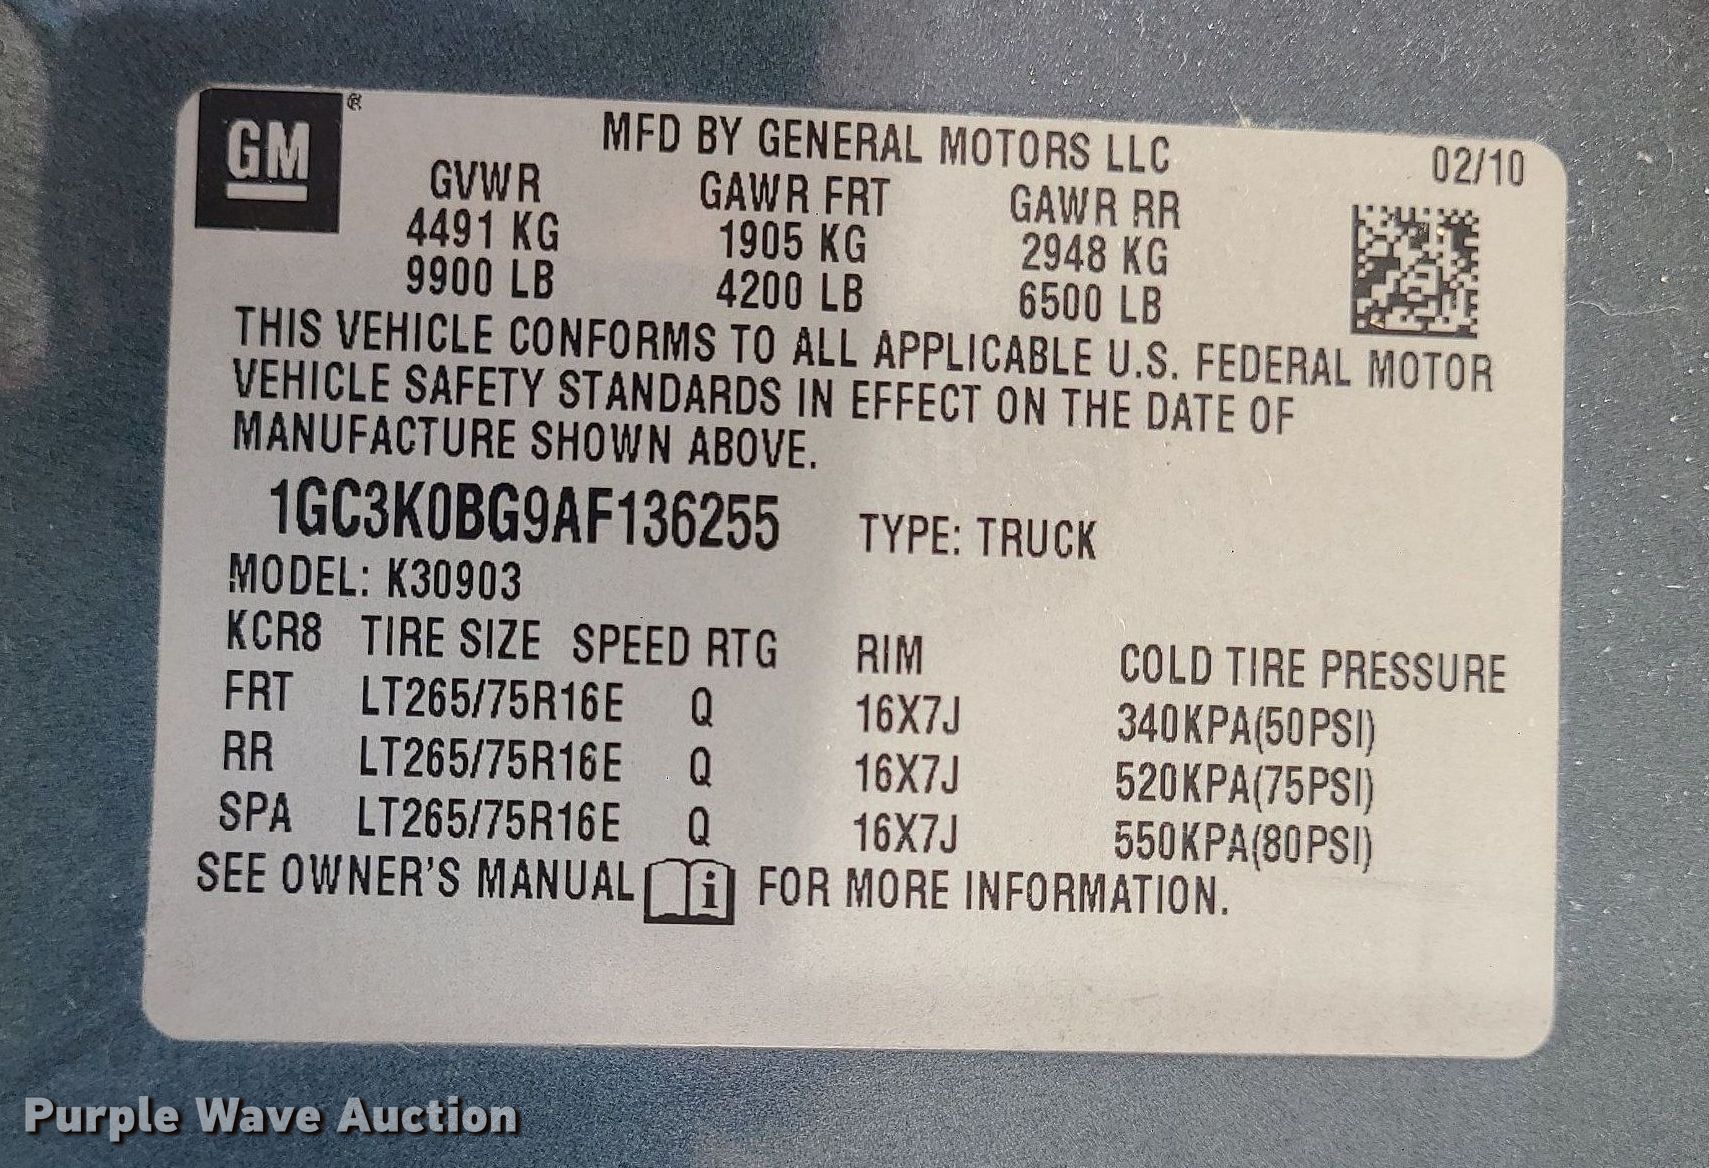 GM ®
MFD BY GENERAL MOTORS LLC 02/10
GVWR GAWR FRT GAWR RR
4491 KG 1905 KG 2948 KG
9900 LB 4200 LB 6500 LB
THIS VEHICLE CONFORMS TO ALL APPLICABLE U.S. FEDERAL MOTOR
VEHICLE SAFETY STANDARDS IN EFFECT ON THE DATE OF
MANUFACTURE SHOWN ABOVE.
1GC3K0BG9AF136255 TYPE: TRUCK
MODEL: K30903
KCR8 TIRE SIZE SPEED RTG RIM COLD TIRE PRESSURE
FRT LT265/75R16E Q 16X7J 340KPA(50PSI)
RR LT265/75R16E Q 16X7J 520KPA(75PSI)
SPA LT265/75R16E Q 16X7J 550KPA(80PSI)
SEE OWNER'S MANUAL i FOR MORE INFORMATION.
Purple Wave Auction